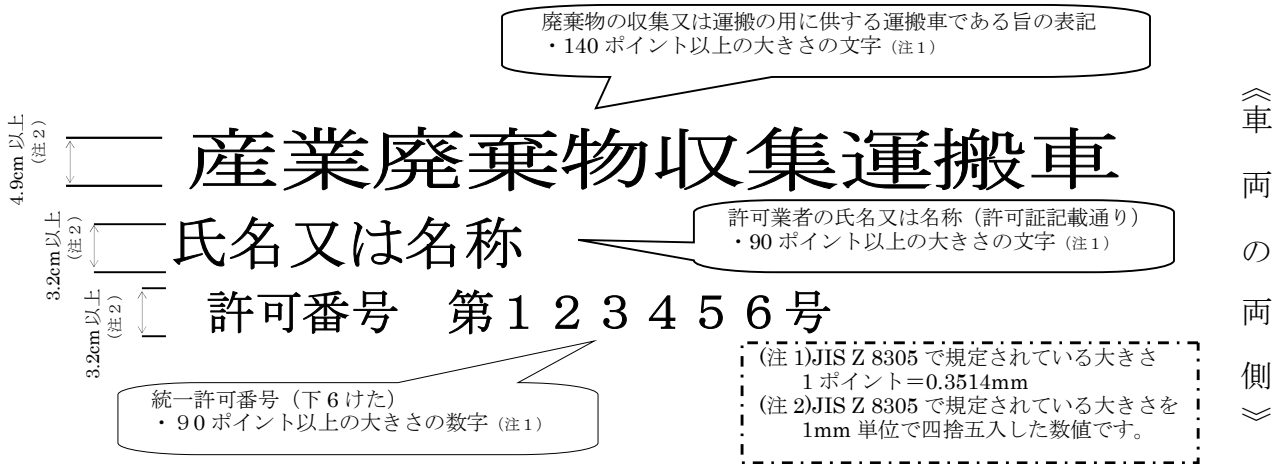 廃棄物の収集又は運搬の用に供する運搬車である旨の表記
・140 ポイント以上の大きさの文字（注１）
4.9cm 以上
（注２）
産業廃棄物収集運搬車
3.2cm 以上
（注２）
氏名又は名称
許可業者の氏名又は名称（許可証記載通り）
・90 ポイント以上の大きさの文字（注１）
3.2cm 以上
（注２）
許可番号　第１２３４５６号
統一許可番号（下６けた）
・９０ポイント以上の大きさの数字（注１）
(注 1)JIS Z 8305 で規定されている大きさ
1 ポイント＝0.3514mm
(注 2)JIS Z 8305 で規定されている大きさを
1mm 単位で四捨五入した数値です。
《車両の両側》